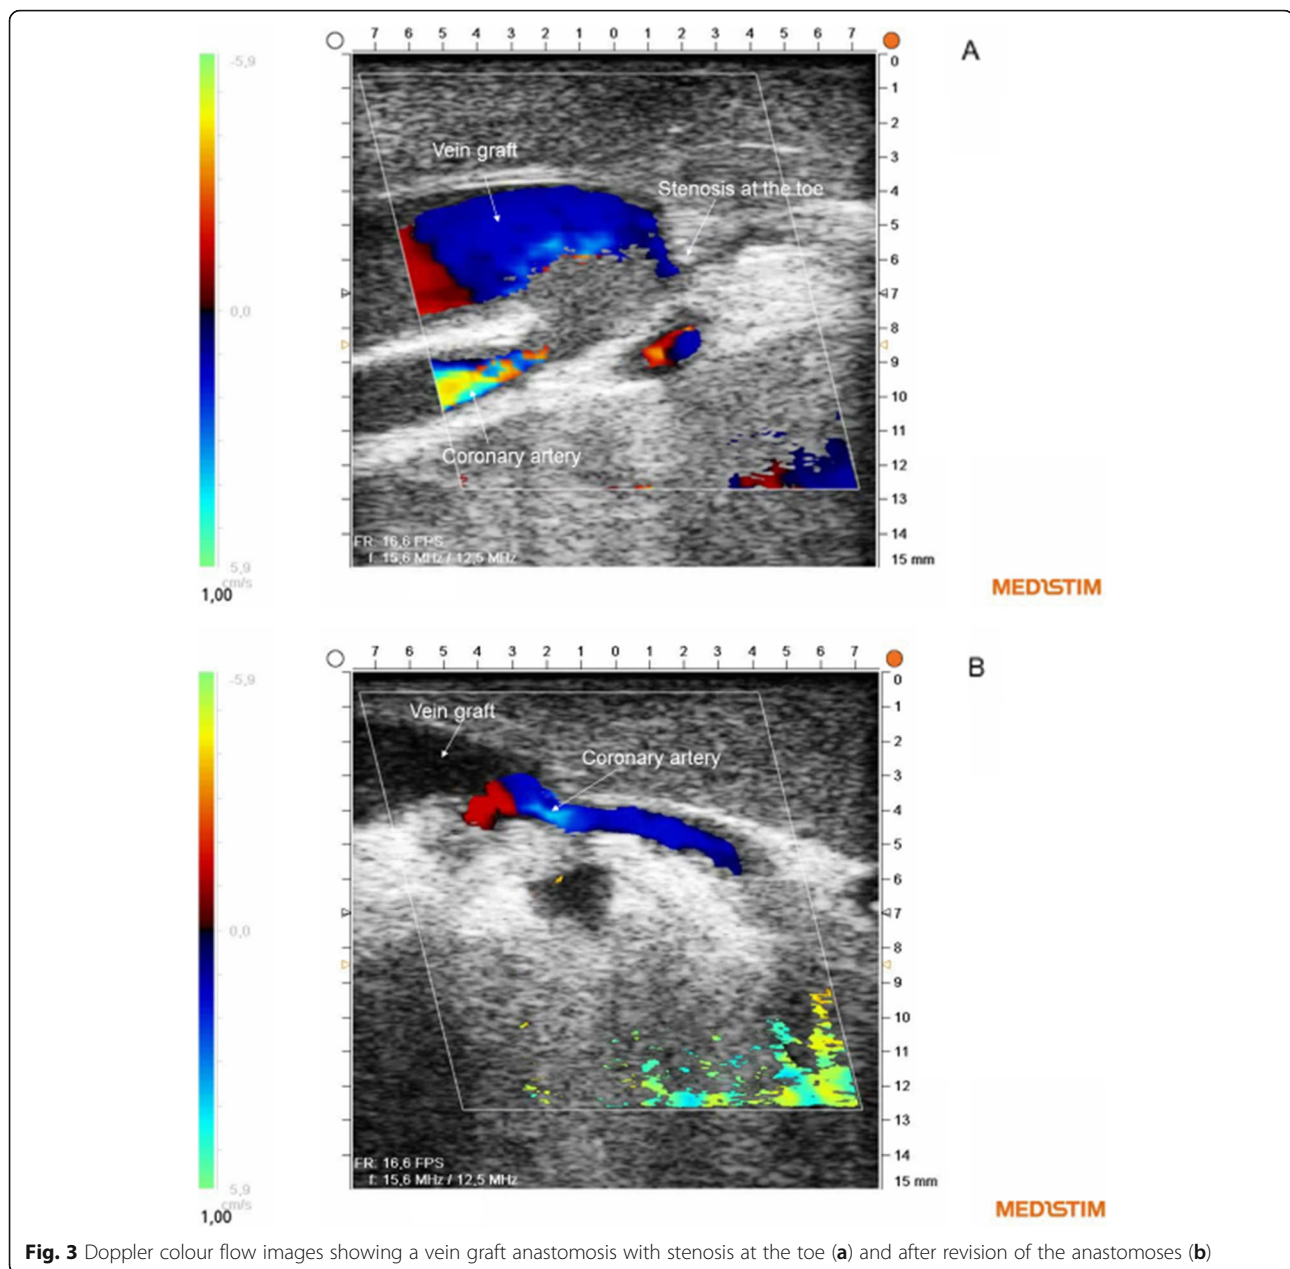 7 6 5 4 3 2 1 0 1 2 3 4 5 6 7
A
-5,9
0
1
2
Vein graft
3
Stenosis at the toe
4
5
6
0,0
7
8
9
10
11
Coronary artery
12
13
FR: 16,6 FPS
14
f: 15,6 MHz / 12,5 MHz
15 mm
5,9
cm/s
1,00
MEDISTIM
7 6 5 4 3 2 1 0 1 2 3 4 5 6 7
B
-5,9
0
Vein graft
1
2
Coronary artery
3
4
5
6
0,0
7
8
9
10
11
12
13
FR: 16,6 FPS
14
f: 15,6 MHz / 12,5 MHz
15 mm
5,9
cm/s
1,00
MEDISTIM
Fig. 3 Doppler colour flow images showing a vein graft anastomosis with stenosis at the toe (a) and after revision of the anastomoses (b)